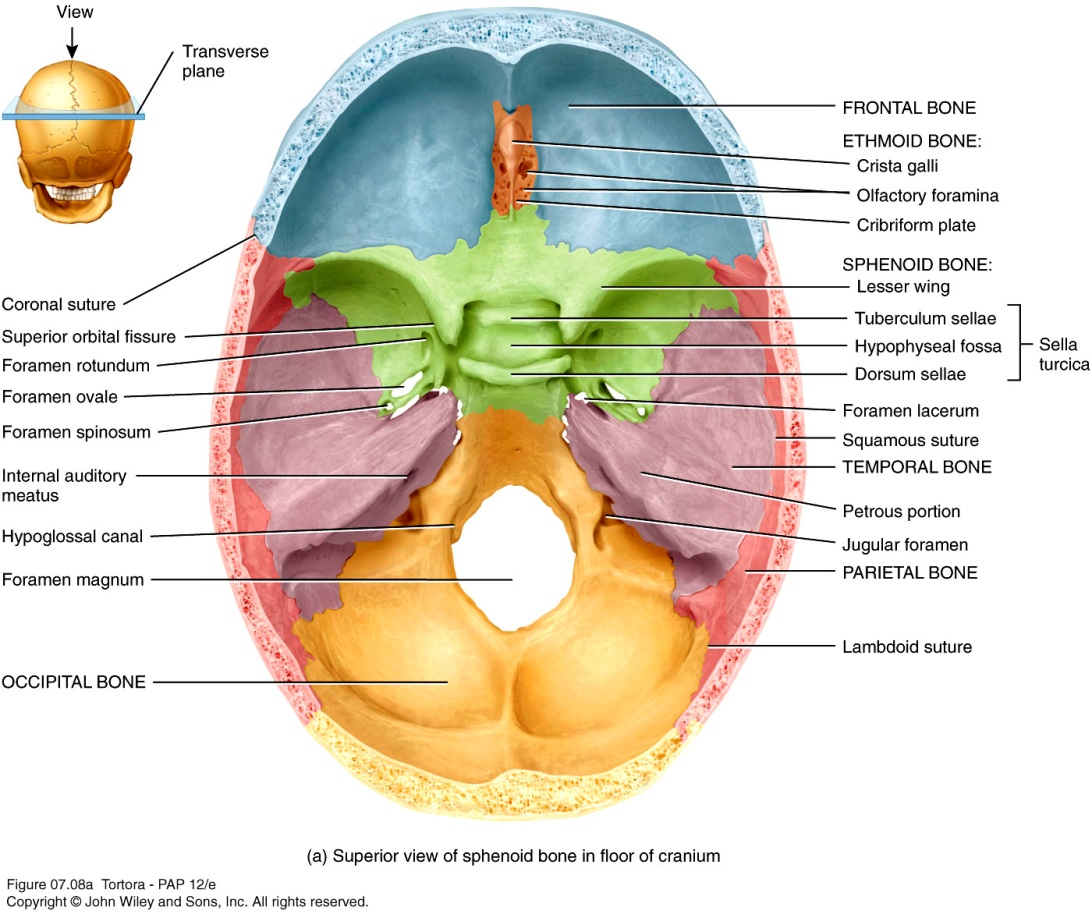 View
Transverse
plane
FRONTAL BONE
ETHMOID BONE:
Crista galli
Olfactory foramina
Cribriform plate
SPHENOID BONE:
Lesser wing
Tuberculum sellae
Hypophyseal fossa
Dorsum sellae
Sella
turcica
Foramen lacerum
Squamous suture
TEMPORAL BONE
Petrous portion
Jugular foramen
PARIETAL BONE
Lambdoid suture
Coronal suture
Superior orbital fissure
Foramen rotundum
Foramen ovale
Foramen spinosum
Internal auditory
meatus
Hypoglossal canal
Foramen magnum
OCCIPITAL BONE
(a) Superior view of sphenoid bone in floor of cranium
Figure 07.08a Tortora - PAP 12/e
Copyright © John Wiley and Sons, Inc. All rights reserved.